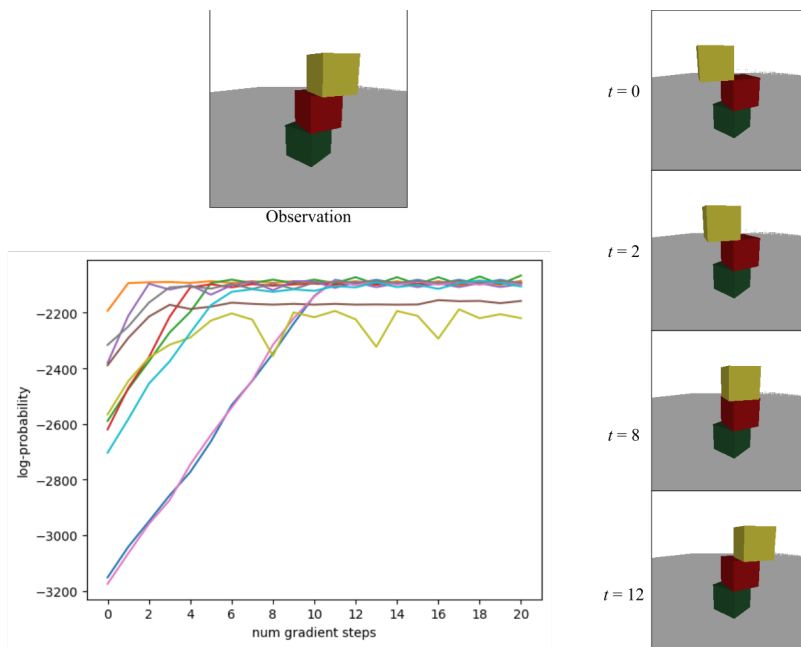 Observation
t = 0
t = 2
t = 8
t = 12
−2200
−2400
−2600
−2800
−3000
−3200
log-probability
0 2 4 6 8 10 12 14 16 18 20
num gradient steps